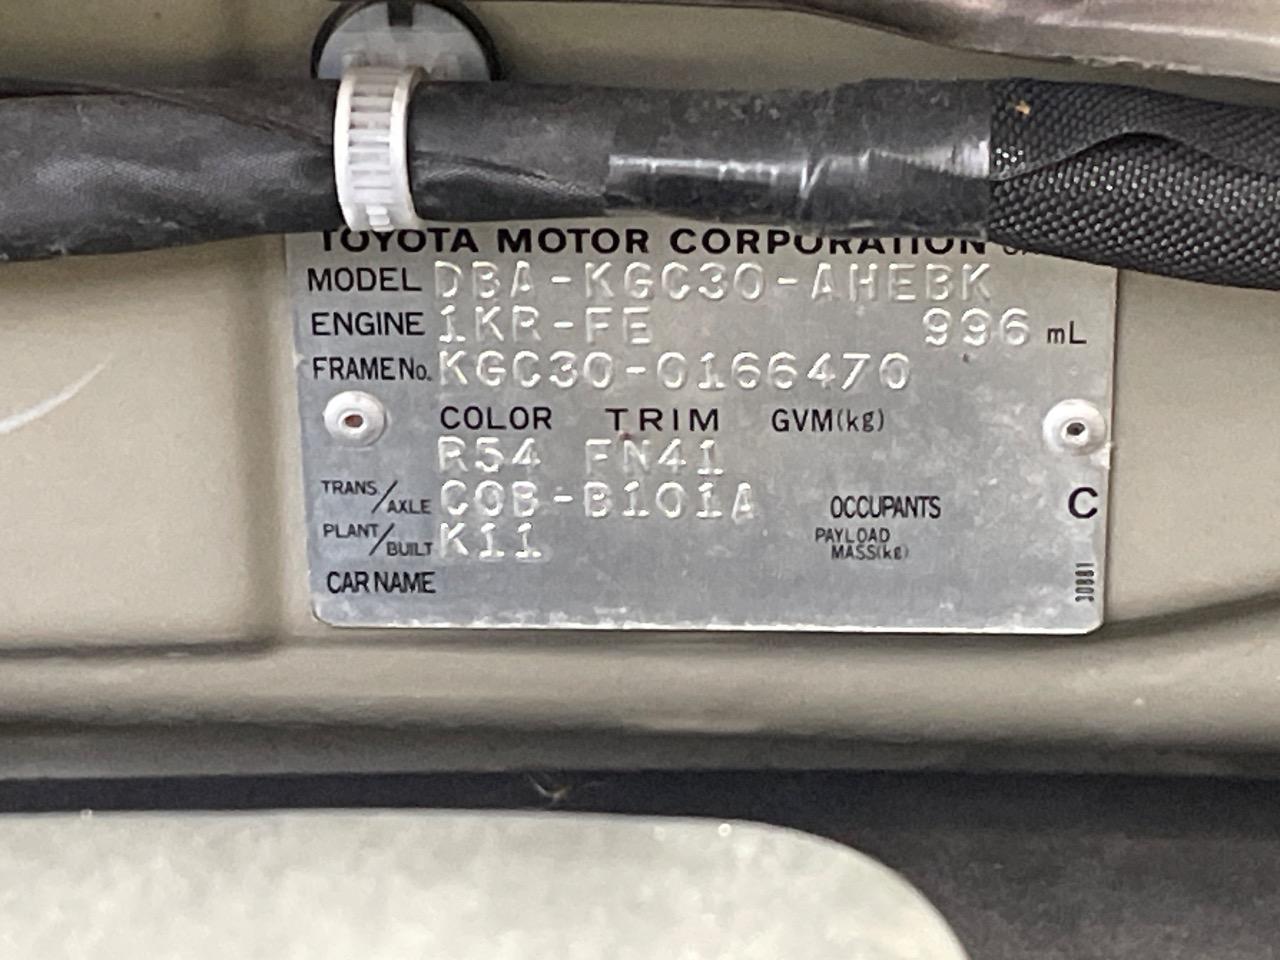 TOYOTA MOTOR CORPORATION
MODEL DBA-KGC30-AHEBK
ENGINE 1KR-FE 996 mL
FRAME No. KGC30-0166470
COLOR TRIM GVM(kg)
R54 FN41
TRANS/AXLE C0B-B101A OCCUPANTS C
PLANT/BUILT K11 PAYLOAD MASS(kg)
CAR NAME
30881